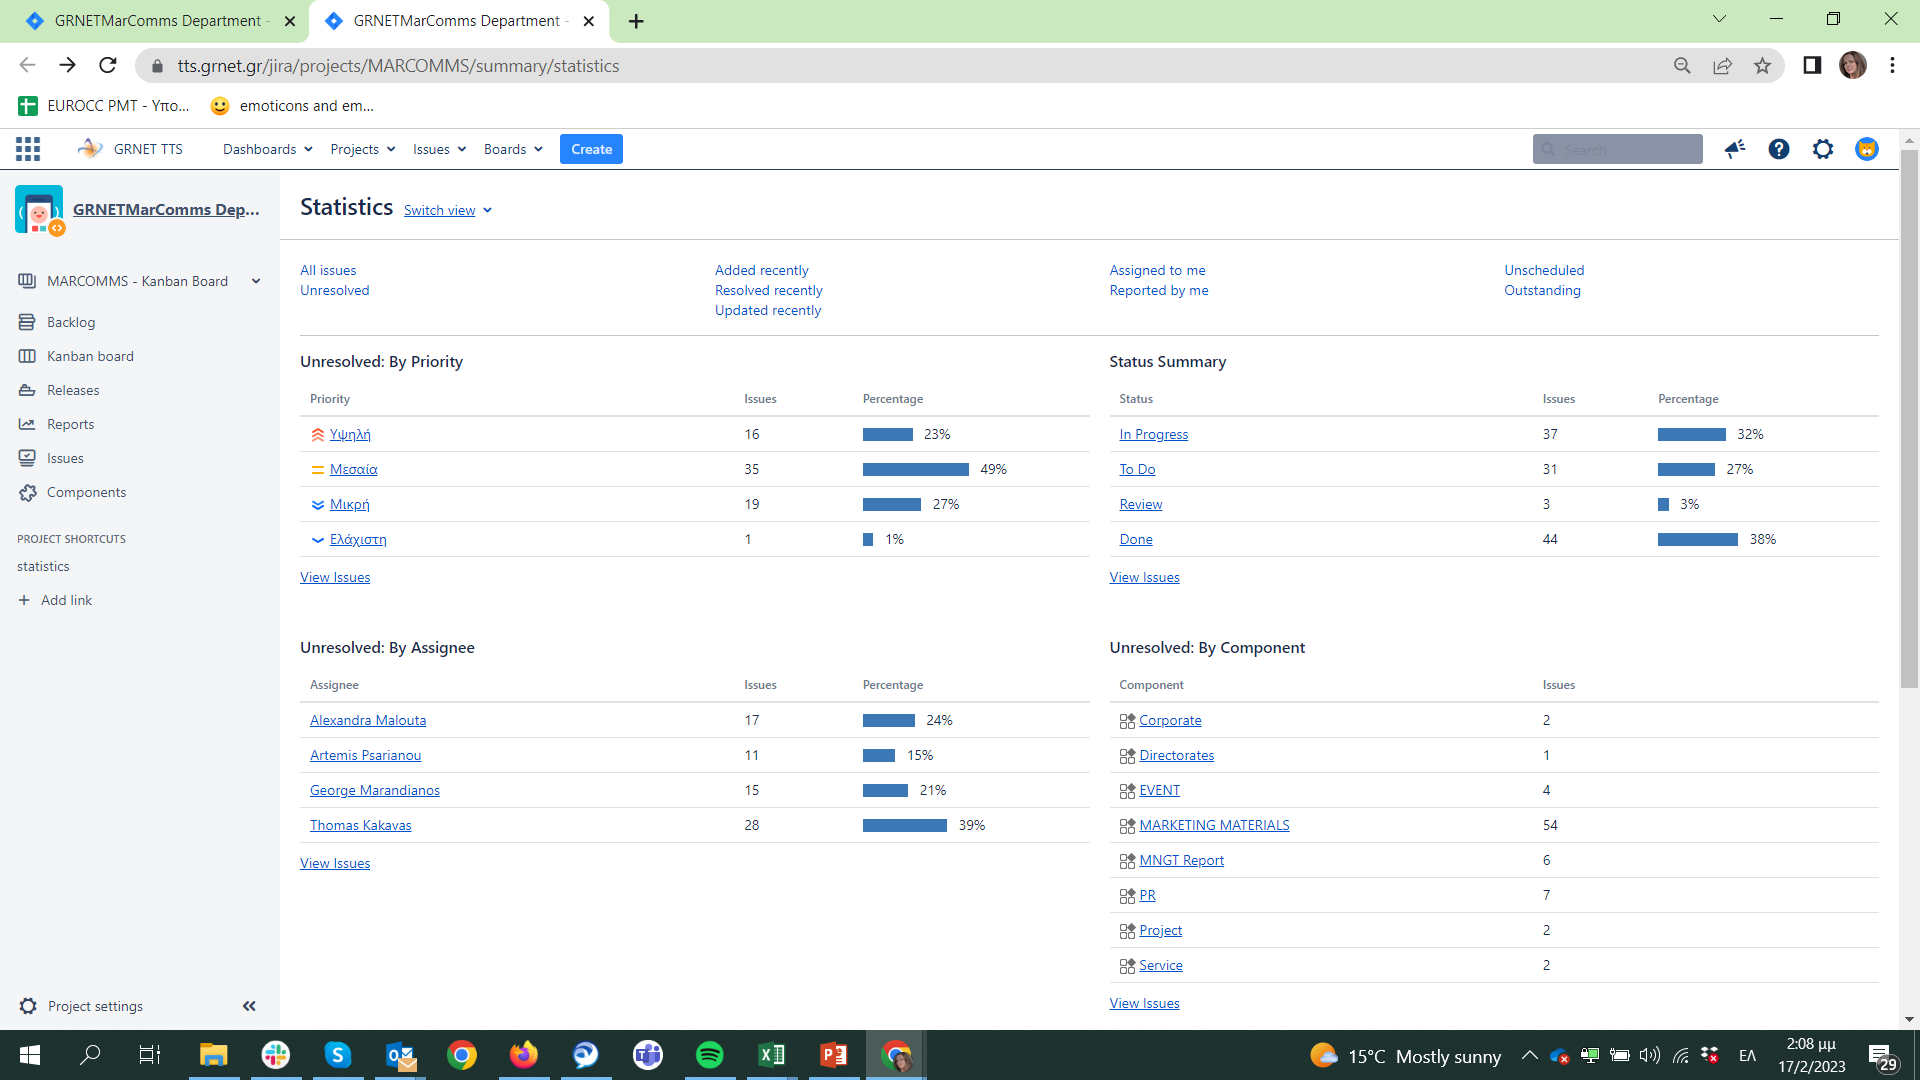 GRNETMarComms Department -
GRNETMarComms Department -
tts.grnet.gr/jira/projects/MARCOMMS/summary/statistics
EUROCC PMT - Υπο...
emoticons and em...
GRNET TTS
Dashboards
Projects
Issues
Boards
Create
Search
GRNETMarComms Dep...
MARCOMMS - Kanban Board
Backlog
Kanban board
Releases
Reports
Issues
Components
PROJECT SHORTCUTS
statistics
+ Add link
Project settings
Statistics Switch view
All issues
Unresolved
Added recently
Resolved recently
Updated recently
Assigned to me
Reported by me
Unscheduled
Outstanding
Unresolved: By Priority
Priority Issues Percentage
Υψηλή 16 23%
Μεσαία 35 49%
Μικρή 19 27%
Ελάχιστη 1 1%
View Issues
Status Summary
Status Issues Percentage
In Progress 37 32%
To Do 31 27%
Review 3 3%
Done 44 38%
View Issues
Unresolved: By Assignee
Assignee Issues Percentage
Alexandra Malouta 17 24%
Artemis Psarianou 11 15%
George Marandianos 15 21%
Thomas Kakavas 28 39%
View Issues
Unresolved: By Component
Component Issues
Corporate 2
Directorates 1
EVENT 4
MARKETING MATERIALS 54
MNGT Report 6
PR 7
Project 2
Service 2
View Issues
15°C Mostly sunny
ΕΛ
2:08 μμ
17/2/2023
29